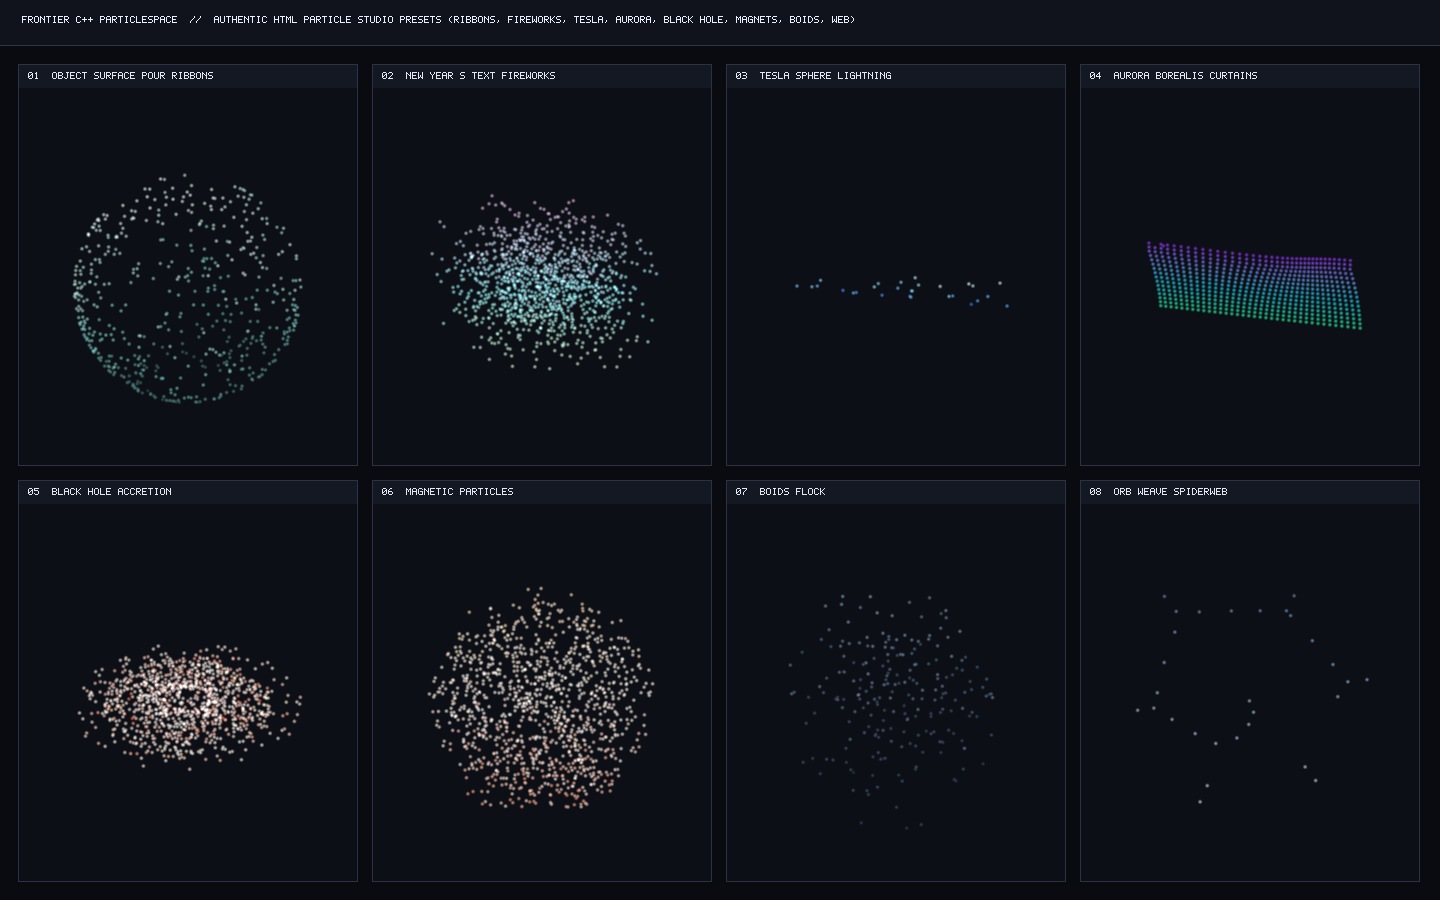 FRONTIER C++ PARTICLESPACE // AUTHENTIC HTML PARTICLE STUDIO PRESETS (RIBBONS, FIREWORKS, TESLA, AURORA, BLACK HOLE, MAGNETS, BOIDS, WEB)
01 OBJECT SURFACE POUR RIBBONS
02 NEW YEAR S TEXT FIREWORKS
03 TESLA SPHERE LIGHTNING
04 AURORA BOREALIS CURTAINS
05 BLACK HOLE ACCRETION
06 MAGNETIC PARTICLES
07 BOIDS FLOCK
08 ORB WEAVE SPIDERWEB